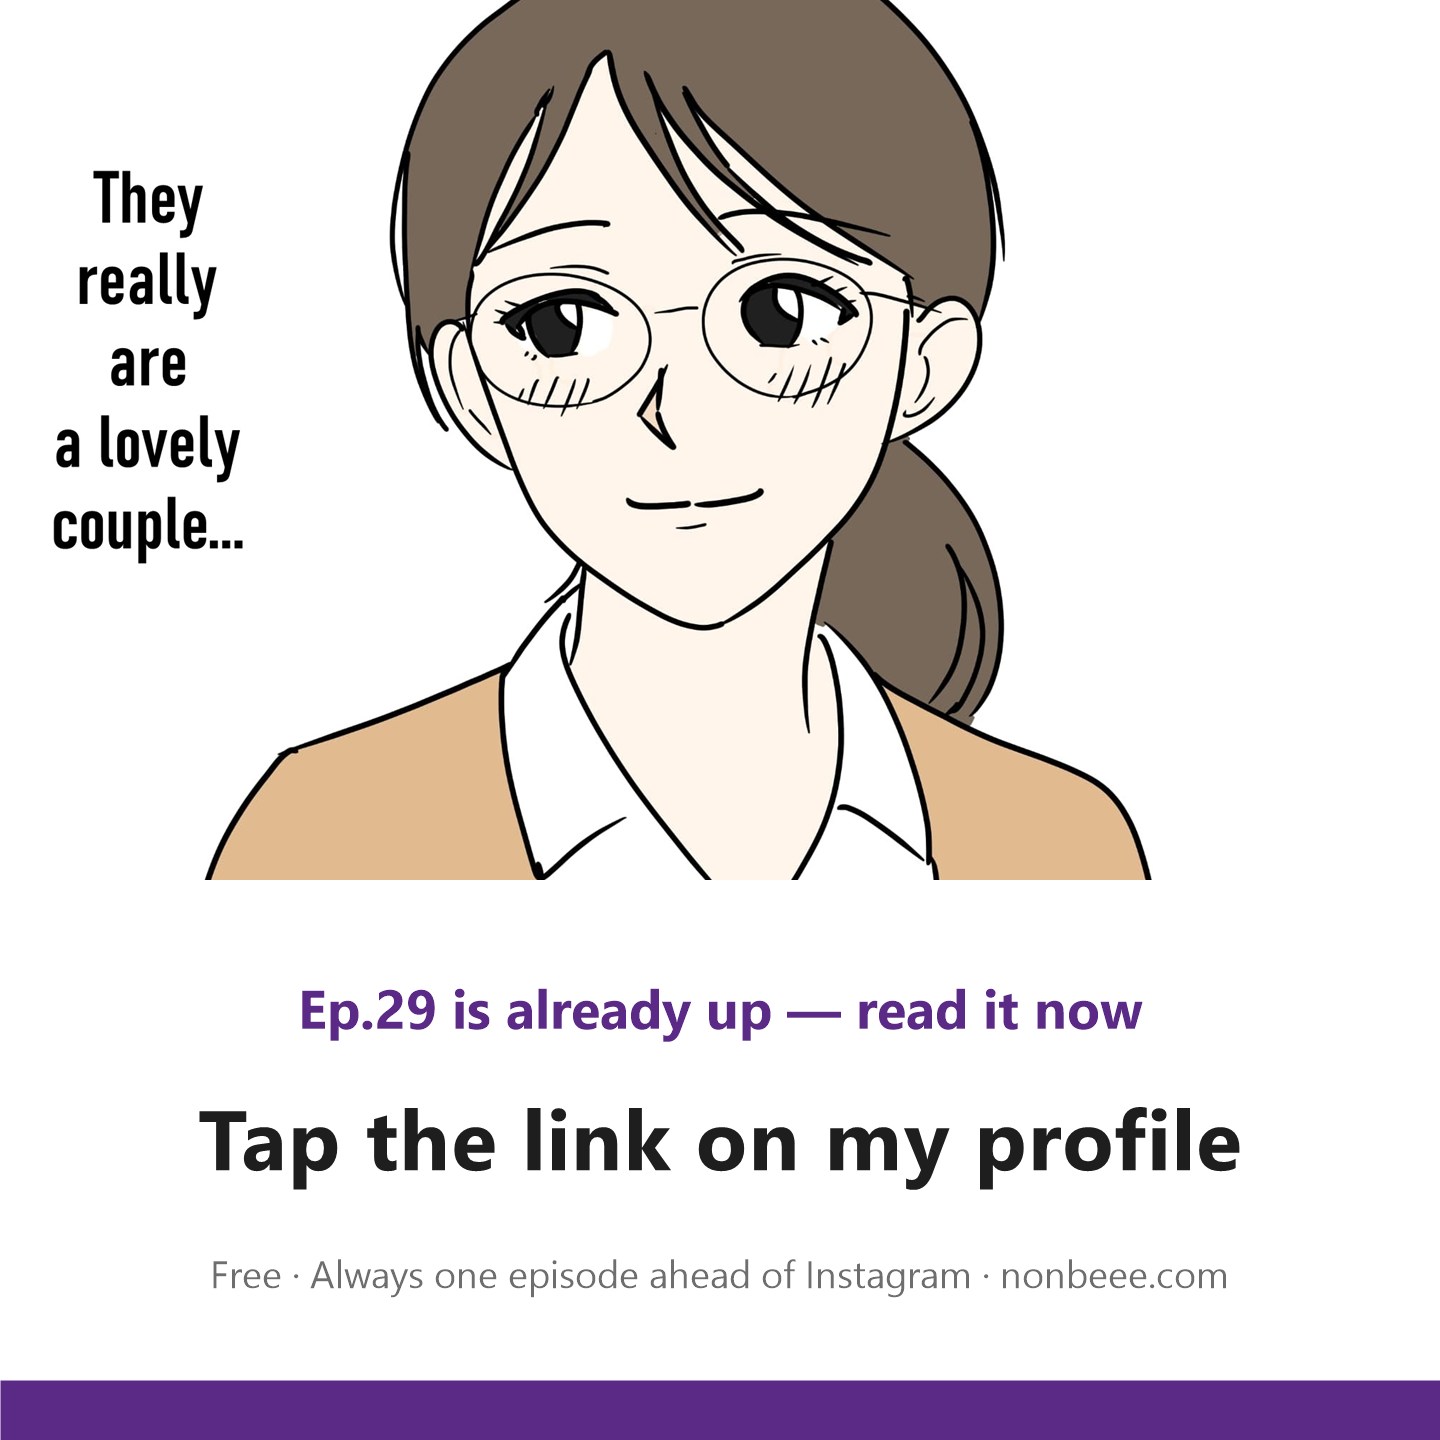 They
really
are
a lovely
couple...
Ep.29 is already up — read it now
Tap the link on my profile
Free · Always one episode ahead of Instagram · nonbeee.com